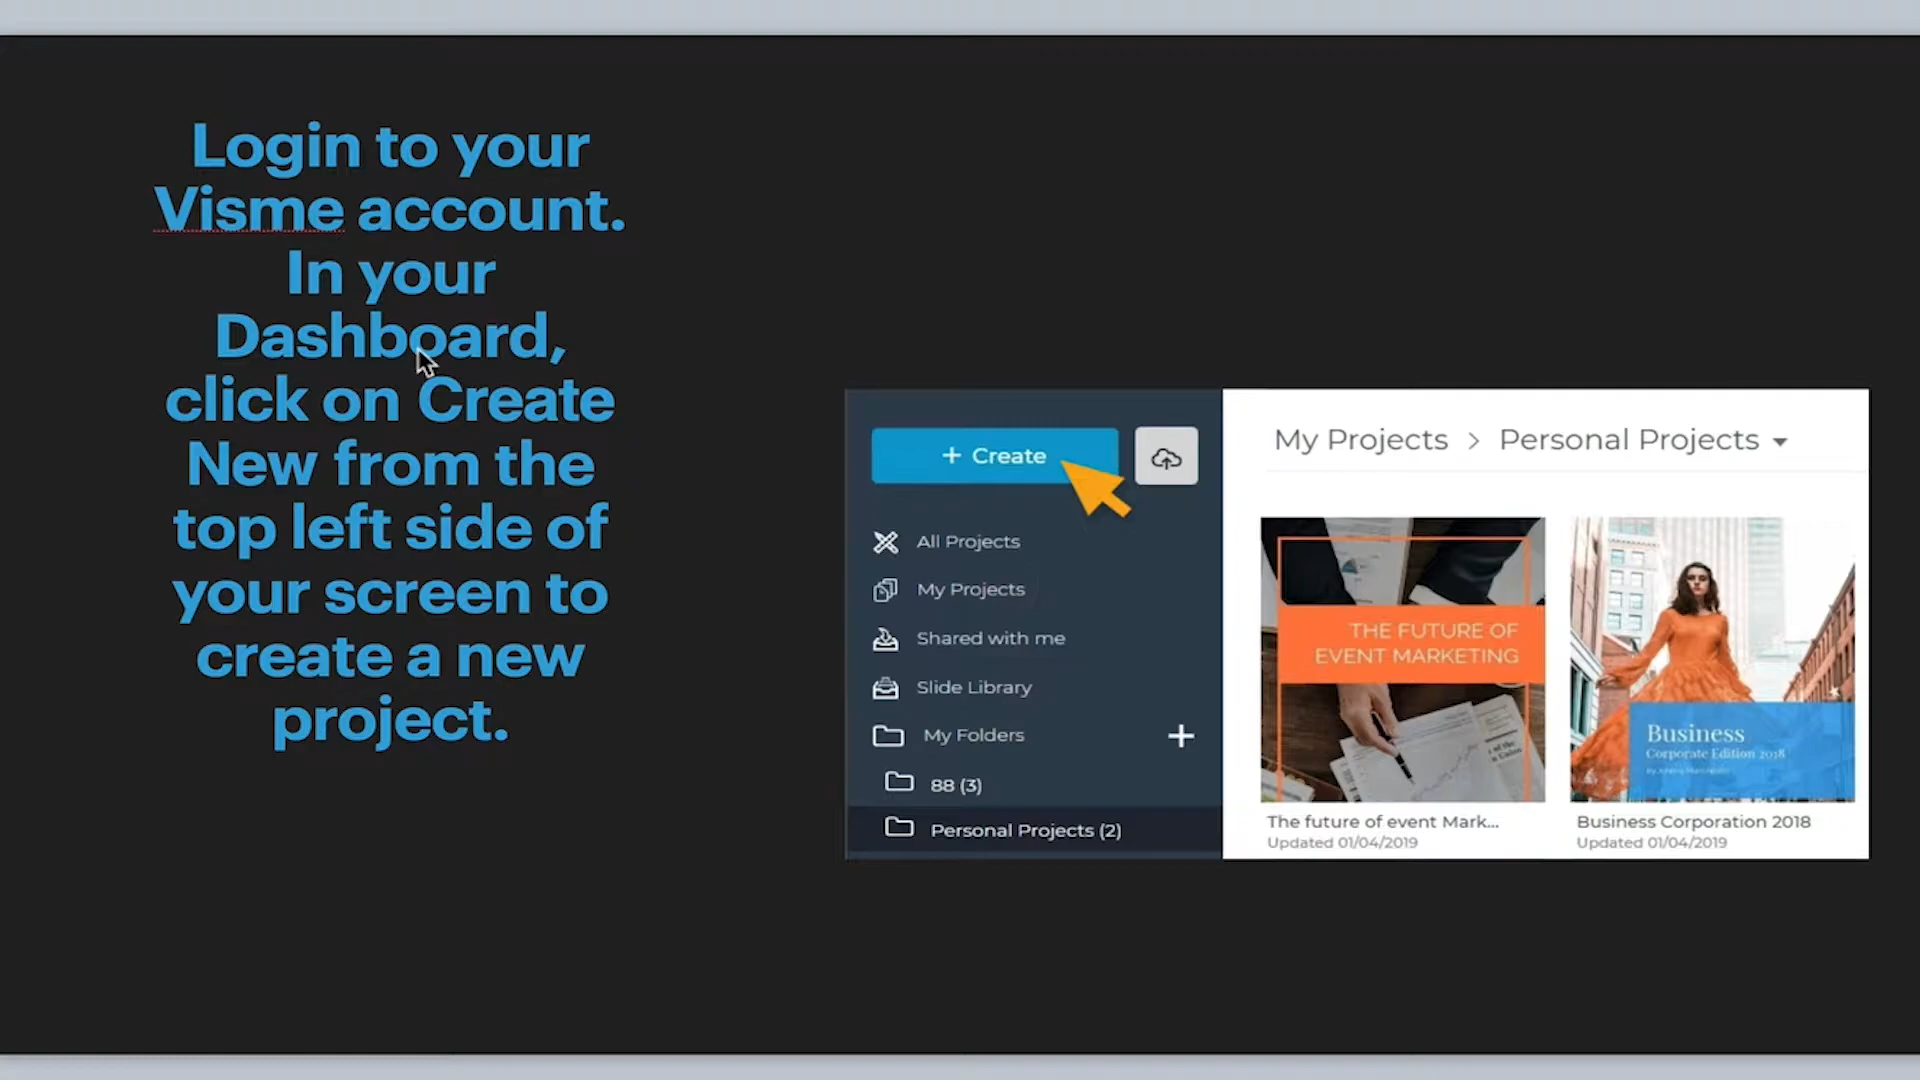 Login to your
Visme account.
In your
Dashboard,
click on Create
New from the
top left side of
your screen to
create a new
project.
+ Create
All Projects
My Projects
Shared with me
Slide Library
My Folders
88 (3)
Personal Projects (2)
My Projects > Personal Projects
THE FUTURE OF
EVENT MARKETING
The future of event Mark...
Updated 01/04/2019
Business
Corporate Edition 2018
Business Corporation 2018
Updated 01/04/2019